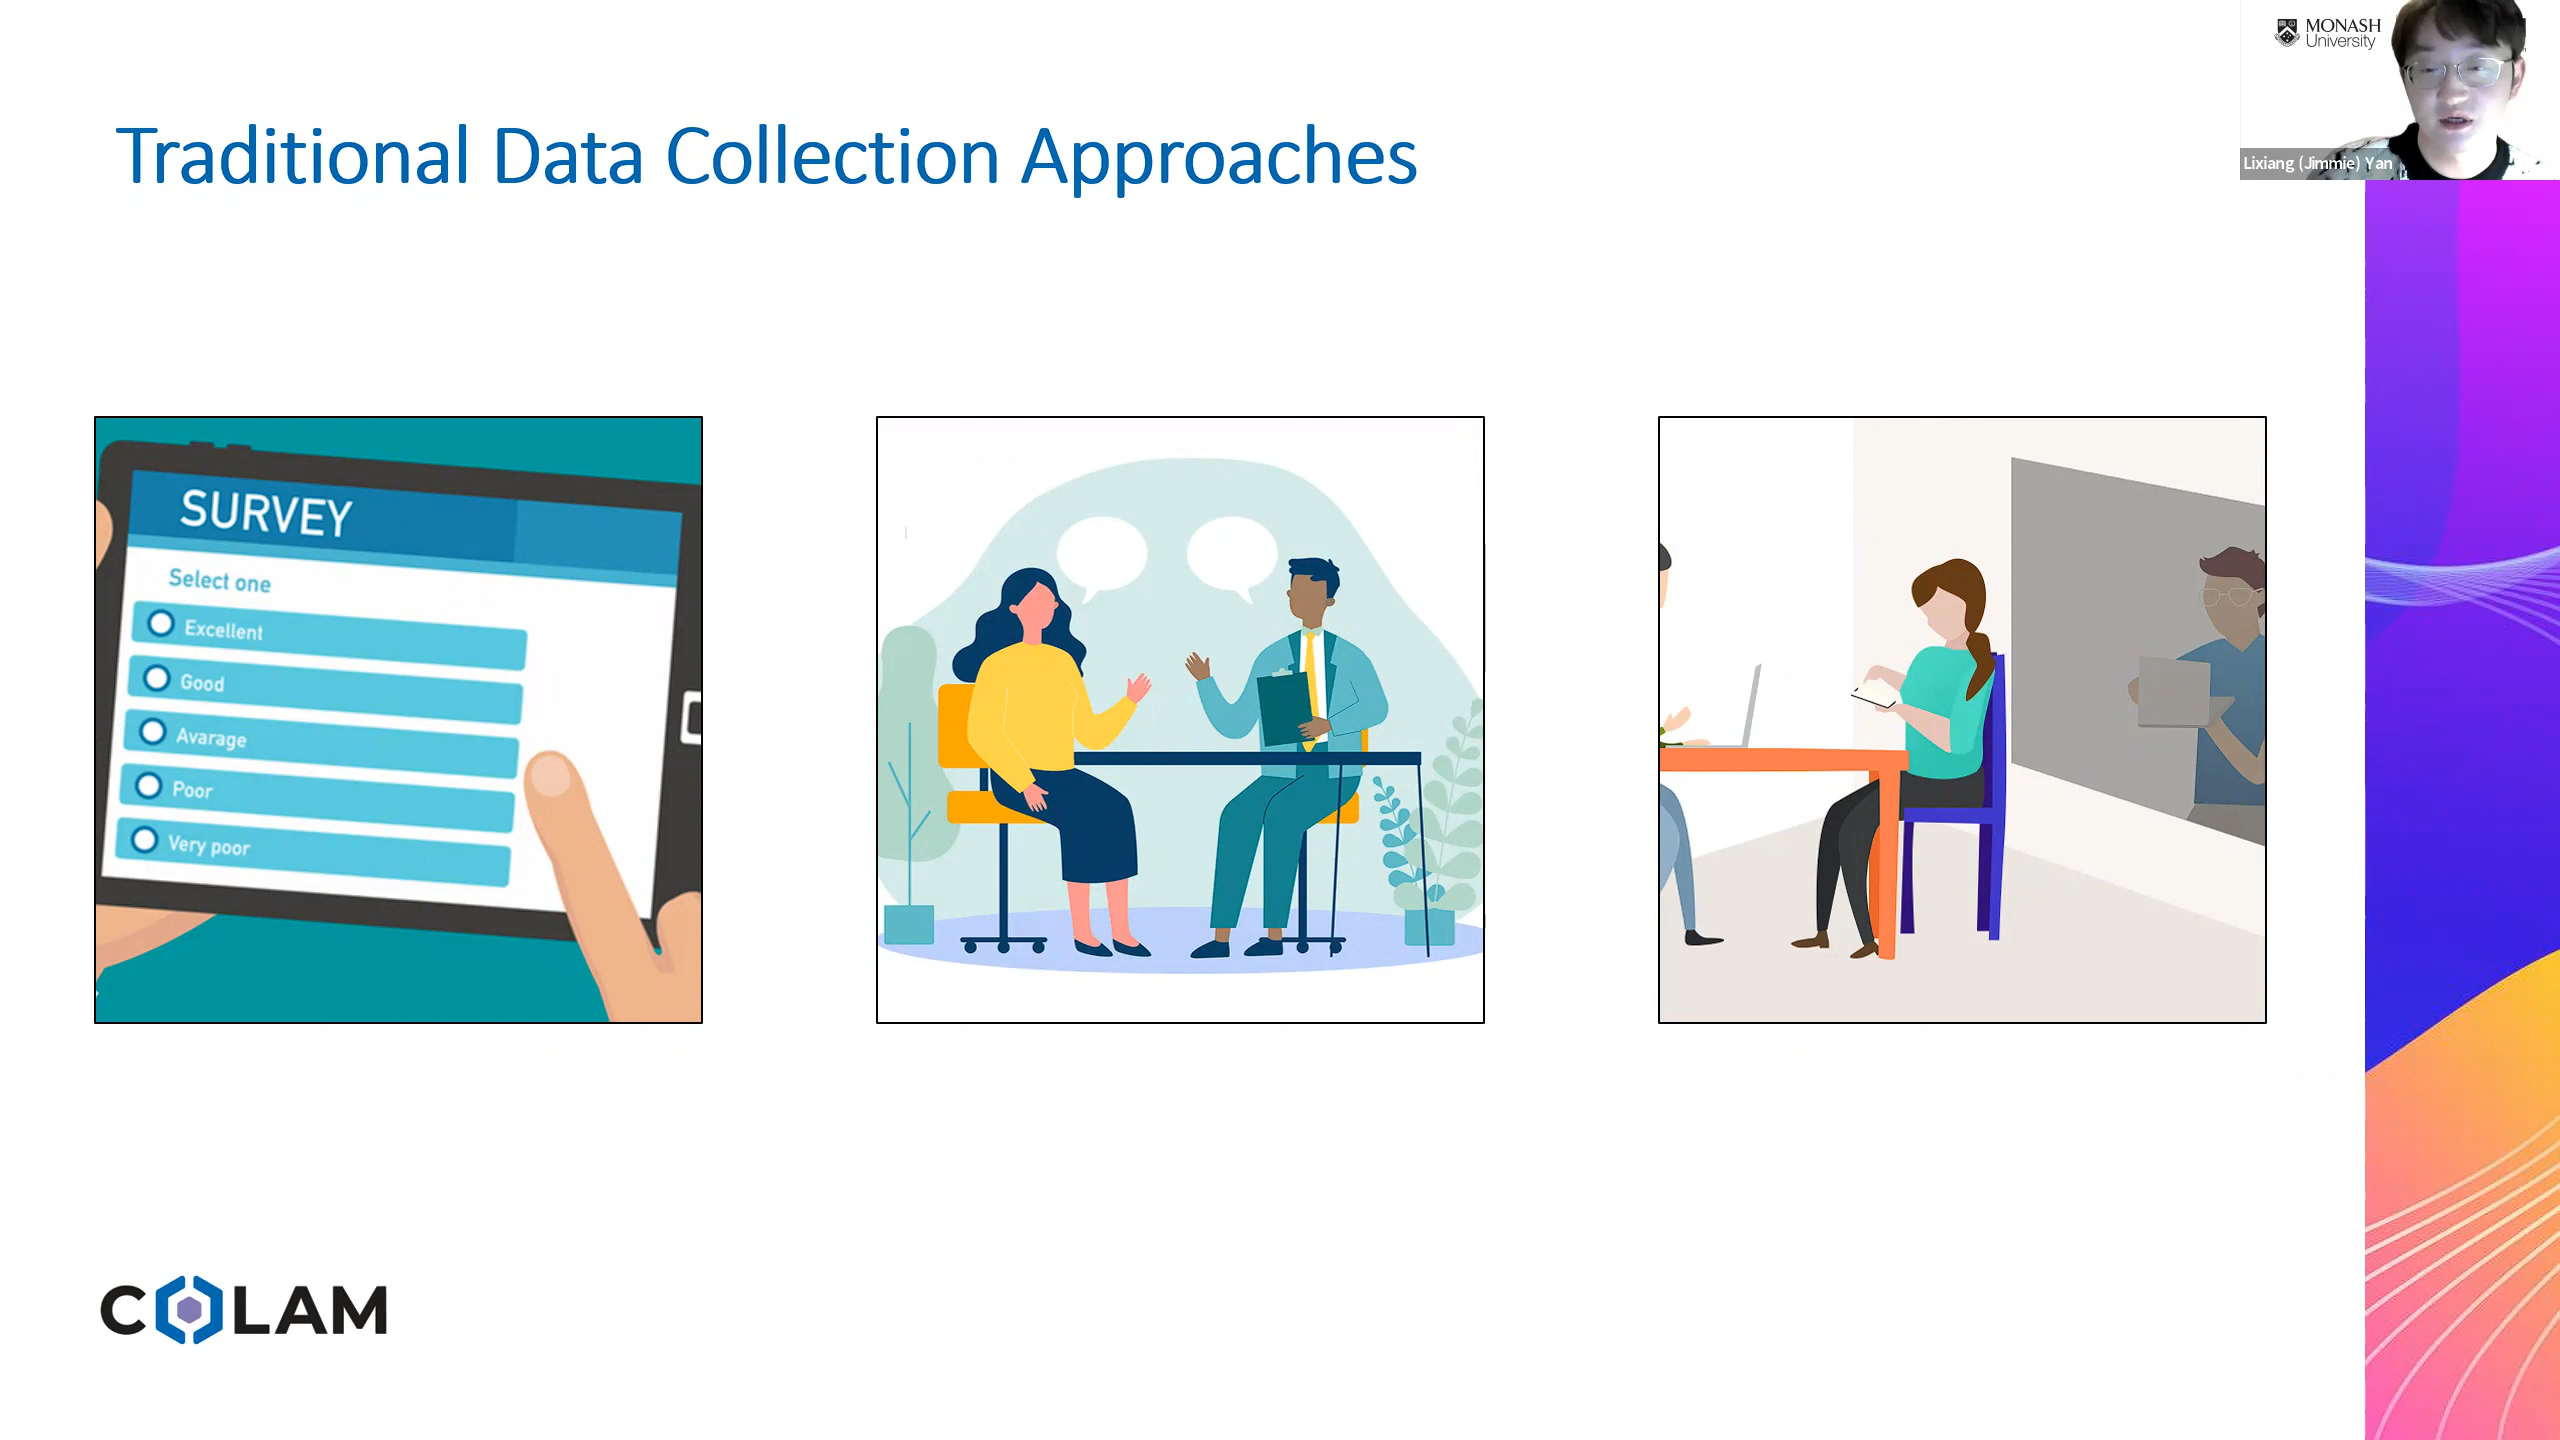 MONASH
University
Lixiang (Jimmie) Yan
Traditional Data Collection Approaches
SURVEY
Select one
Excellent
Good
Avarage
Poor
Very poor
COLAM